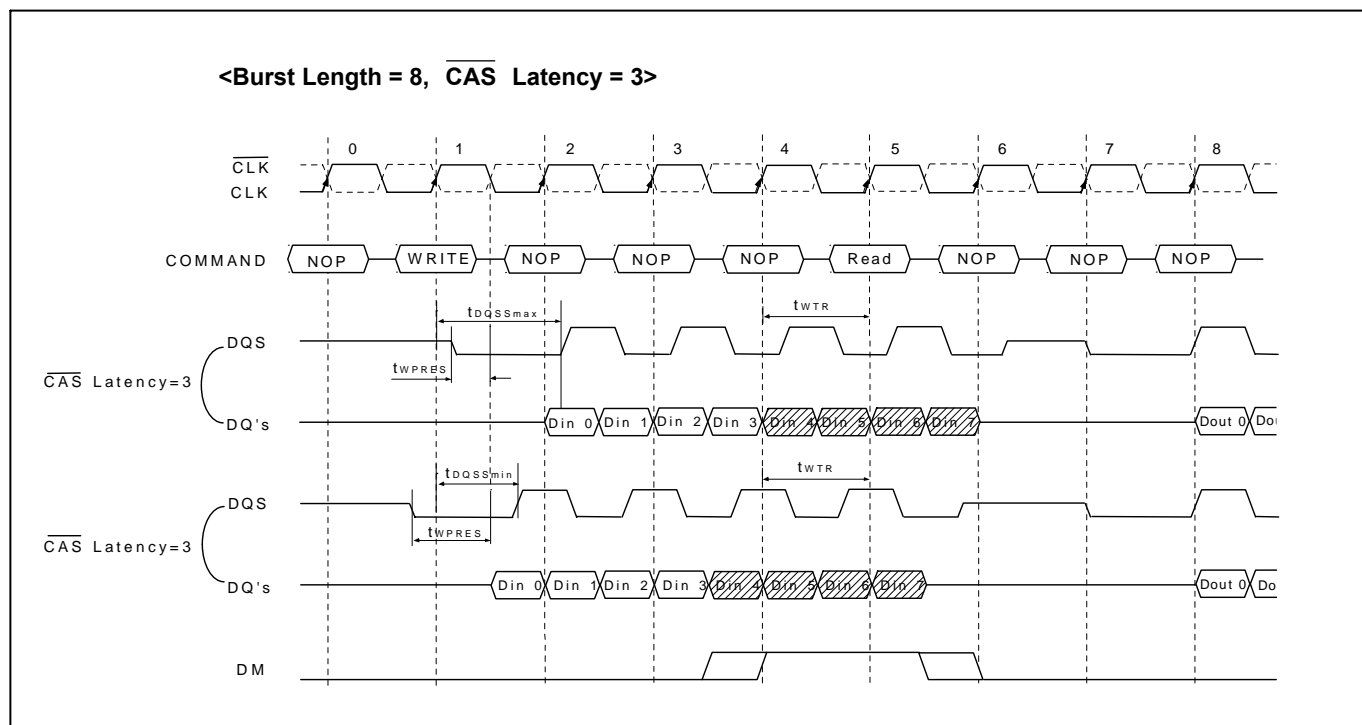 <Burst Length = 8, CAS Latency = 3>
0 1 2 3 4 5 6 7 8
CLK
CLK
COMMAND NOP WRITE NOP NOP NOP Read NOP NOP NOP
tDQSSmax tWTR
DQS
tWPRES
CAS Latency=3
DQ's Din 0 Din 1 Din 2 Din 3 Din 4 Din 5 Din 6 Din 7 Dout 0 Dou
tDQSSmin tWTR
DQS
tWPRES
CAS Latency=3
DQ's Din 0 Din 1 Din 2 Din 3 Din 4 Din 5 Din 6 Din 7 Dout 0 Do
DM